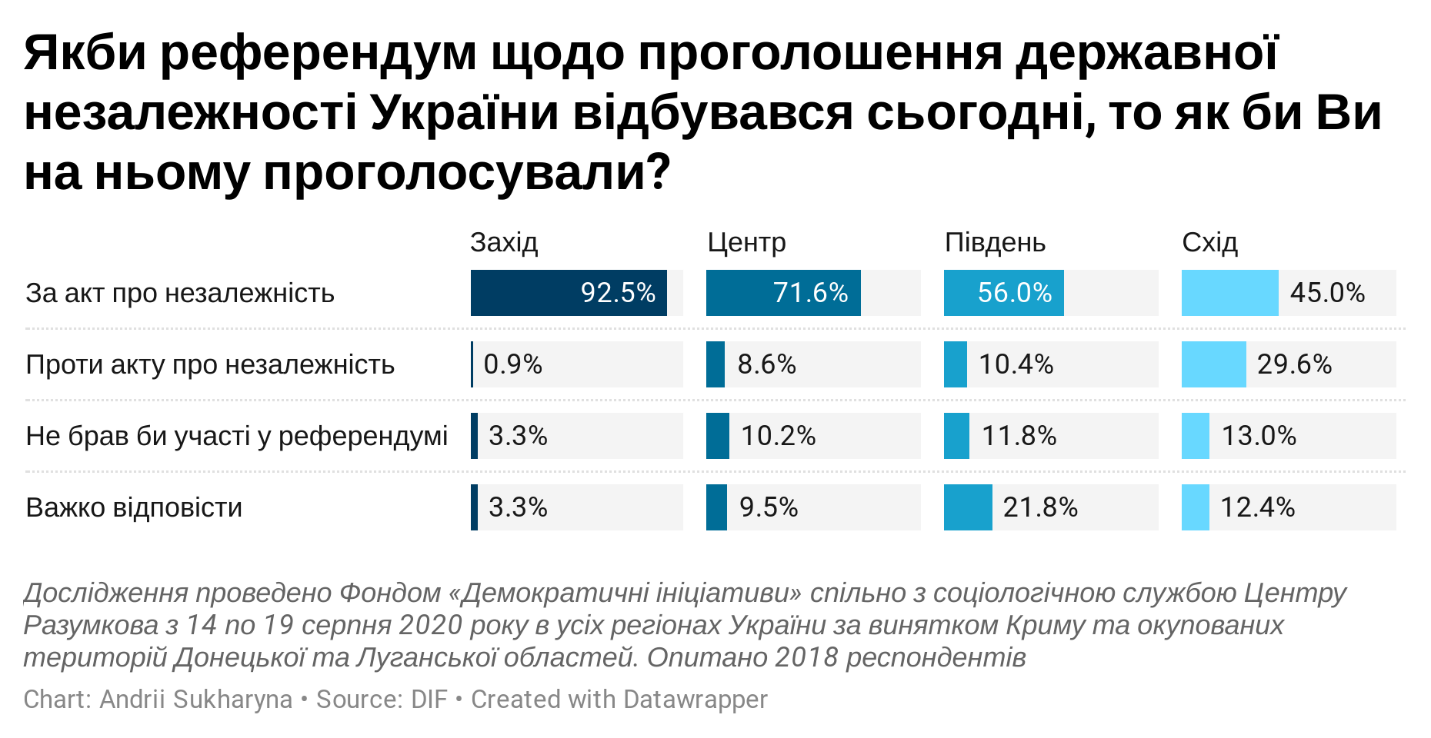 Якби референдум щодо проголошення державної
незалежності України відбувався сьогодні, то як би Ви
на ньому проголосували?
Захід Центр Південь Схід
За акт про незалежність 92.5% 71.6% 56.0% 45.0%
Проти акту про незалежність 0.9% 8.6% 10.4% 29.6%
Не брав би участі у референдумі 3.3% 10.2% 11.8% 13.0%
Важко відповісти 3.3% 9.5% 21.8% 12.4%
Дослідження проведено Фондом «Демократичні ініціативи» спільно з соціологічною службою Центру
Разумкова з 14 по 19 серпня 2020 року в усіх регіонах України за винятком Криму та окупованих
територій Донецької та Луганської областей. Опитано 2018 респондентів
Chart: Andrii Sukharyna • Source: DIF • Created with Datawrapper